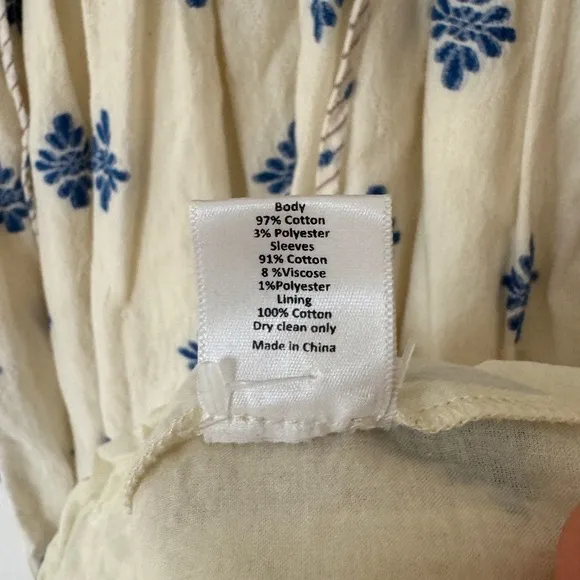 Body
97% Cotton
3% Polyester
Sleeves
91% Cotton
8 %Viscose
1%Polyester
Lining
100% Cotton
Dry clean only
Made in China